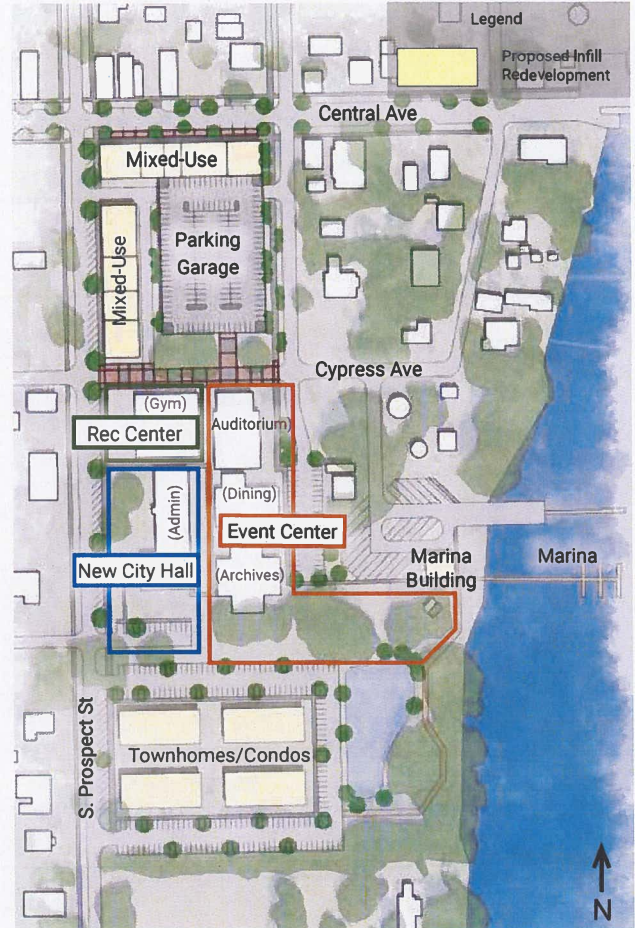 Legend
Proposed Infill
Redevelopment
Central Ave
Mixed-Use
Parking
Garage
Mixed-Use
Cypress Ave
(Gym)
Rec Center
Auditorium)
(Dining)
(Admin)
Event Center
New City Hall
(Archives)
Marina
Building
Marina
S. Prospect St
Townhomes/Condos
N